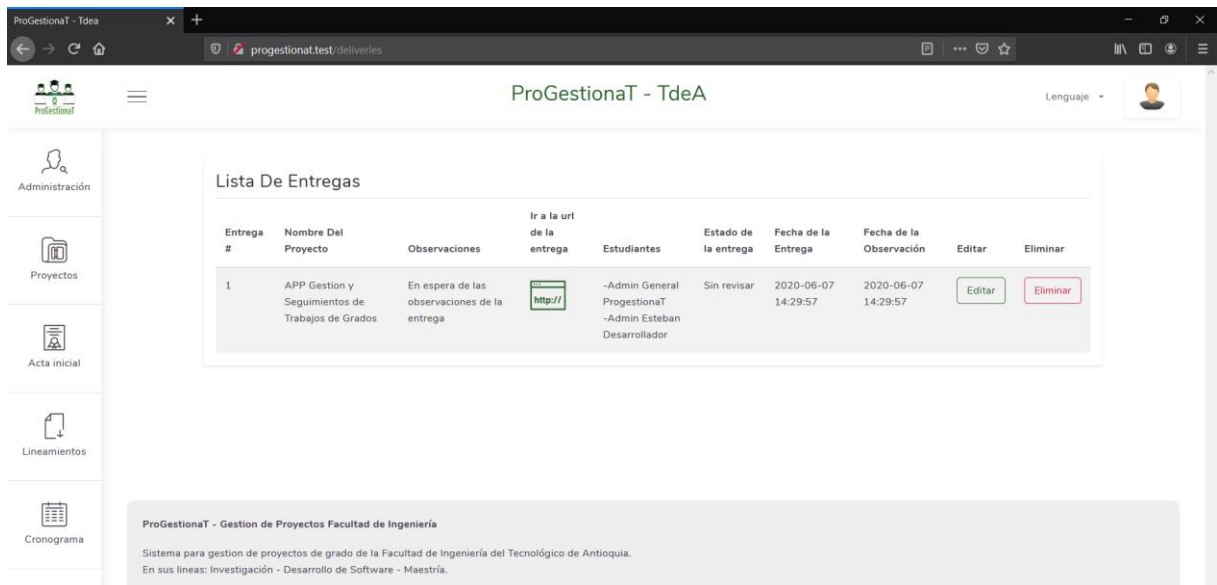 ProGestionaT - Tdea
progestionat.test/deliveries
ProGestionaT
ProGestionaT - TdeA
Lenguaje
Administración
Proyectos
Acta inicial
Lineamientos
Cronograma
Lista De Entregas
Entrega
#
Nombre Del
Proyecto
Observaciones
Ir a la url
de la
entrega
Estudiantes
Estado de
la entrega
Fecha de la
Entrega
Fecha de la
Observación
Editar
Eliminar
1
APP Gestion y
Seguimientos de
Trabajos de Grados
En espera de las
observaciones de la
entrega
http://
-Admin General
ProgestionaT
-Admin Esteban
Desarrollador
Sin revisar
2020-06-07
14:29:57
2020-06-07
14:29:57
Editar
Eliminar
ProGestionaT - Gestion de Proyectos Facultad de Ingeniería
Sistema para gestion de proyectos de grado de la Facultad de Ingeniería del Tecnológico de Antioquia.
En sus lineas: Investigación - Desarrollo de Software - Maestría.